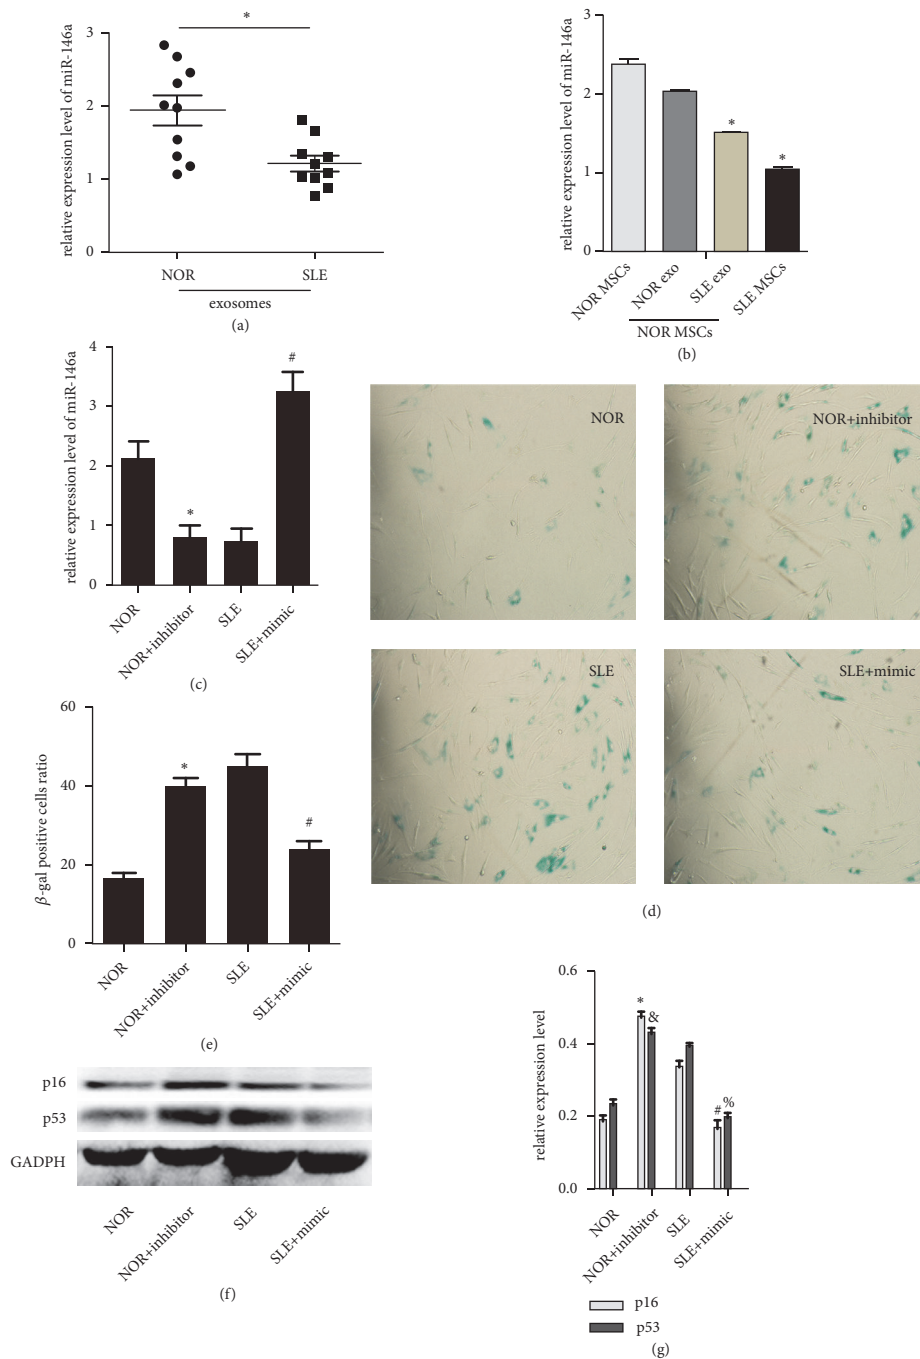 *
3
2
1
0
relative expression level of miR-146a
NOR
SLE
exosomes
(a)
3
2
1
0
relative expression level of miR-146a
*
*
NOR MSCs
NOR exo
SLE exo
SLE MSCs
NOR MSCs
(b)
4
3
2
1
0
relative expression level of miR-146a
*
#
NOR
NOR+inhibitor
SLE
SLE+mimic
(c)
NOR
NOR+inhibitor
SLE
SLE+mimic
(d)
60
40
20
0
β-gal positive cells ratio
*
#
NOR
NOR+inhibitor
SLE
SLE+mimic
(e)
p16
p53
GADPH
NOR
NOR+inhibitor
SLE
SLE+mimic
(f)
0.6
0.4
0.2
0.0
relative expression level
*
&
#
%
NOR
NOR+inhibitor
SLE
SLE+mimic
p16
p53
(g)